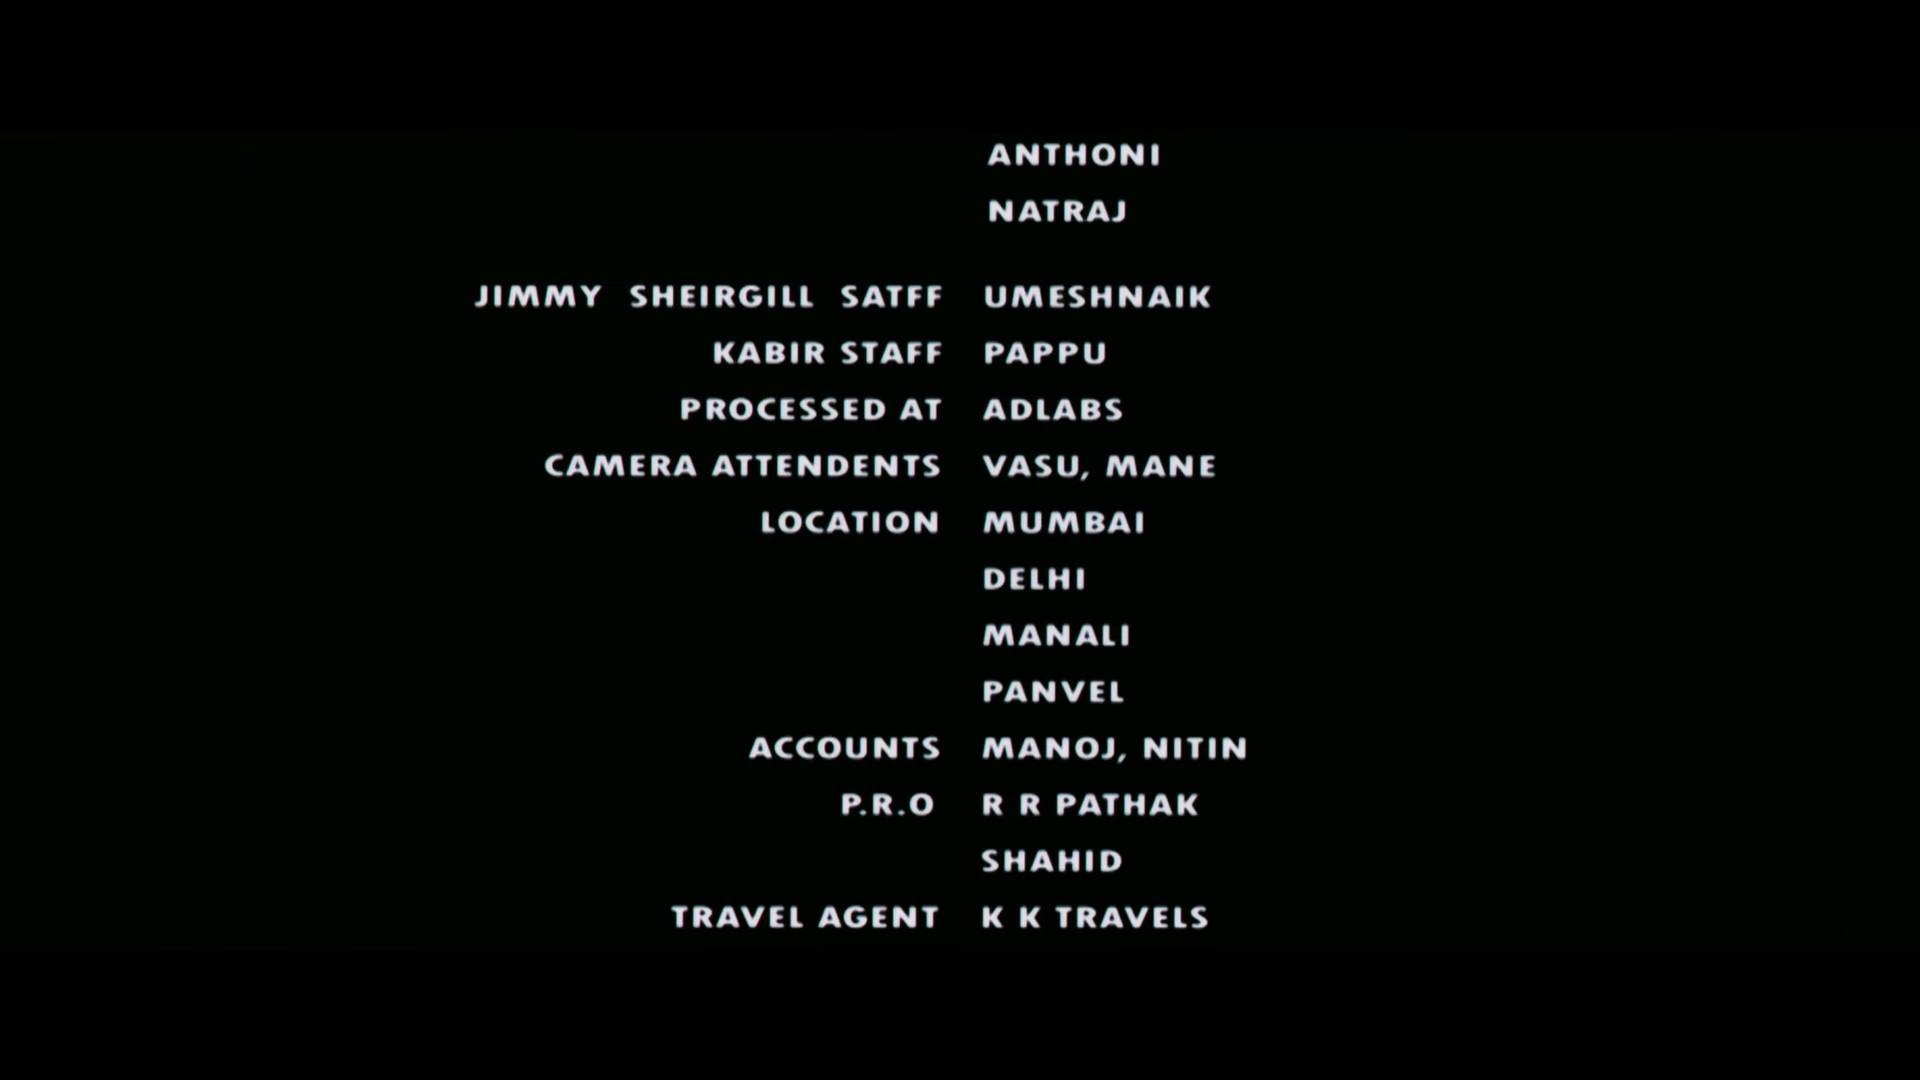 ANTHONI
NATRAJ
JIMMY SHEIRGILL SATFF UMESHNAIK
KABIR STAFF PAPPU
PROCESSED AT ADLABS
CAMERA ATTENDENTS VASU, MANE
LOCATION MUMBAI
DELHI
MANALI
PANVEL
ACCOUNTS MANOJ, NITIN
P.R.O R R PATHAK
SHAHID
TRAVEL AGENT K K TRAVELS